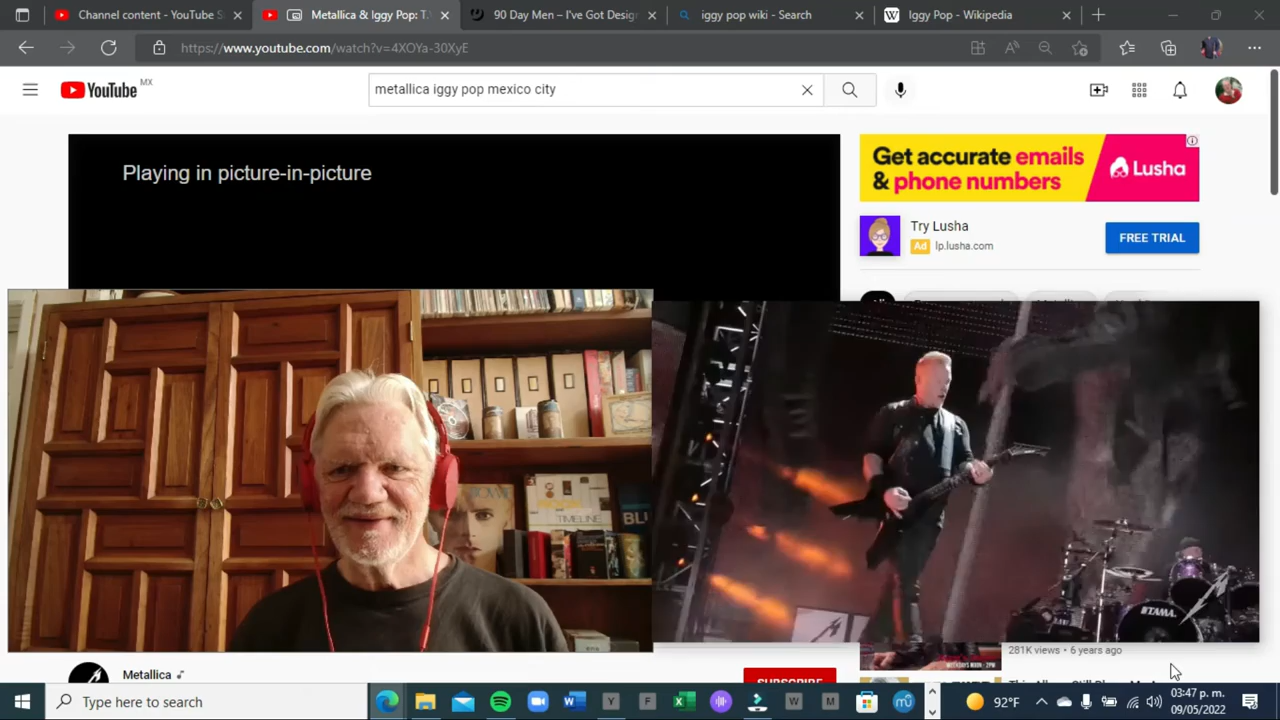 Channel content - YouTube S
Metallica & Iggy Pop: T.
90 Day Men – I've Got Design
iggy pop wiki - Search
Iggy Pop - Wikipedia
https://www.youtube.com/watch?v=4XOYa-30XyE
YouTube MX
metallica iggy pop mexico city
Playing in picture-in-picture
Get accurate emails
& phone numbers
Lusha
Try Lusha
Ad lp.lusha.com
FREE TRIAL
TIMELINE
BLU
TAMA
281K views • 6 years ago
Metallica
SUBSCRIBE
Type here to search
92°F
03:47 p. m.
09/05/2022